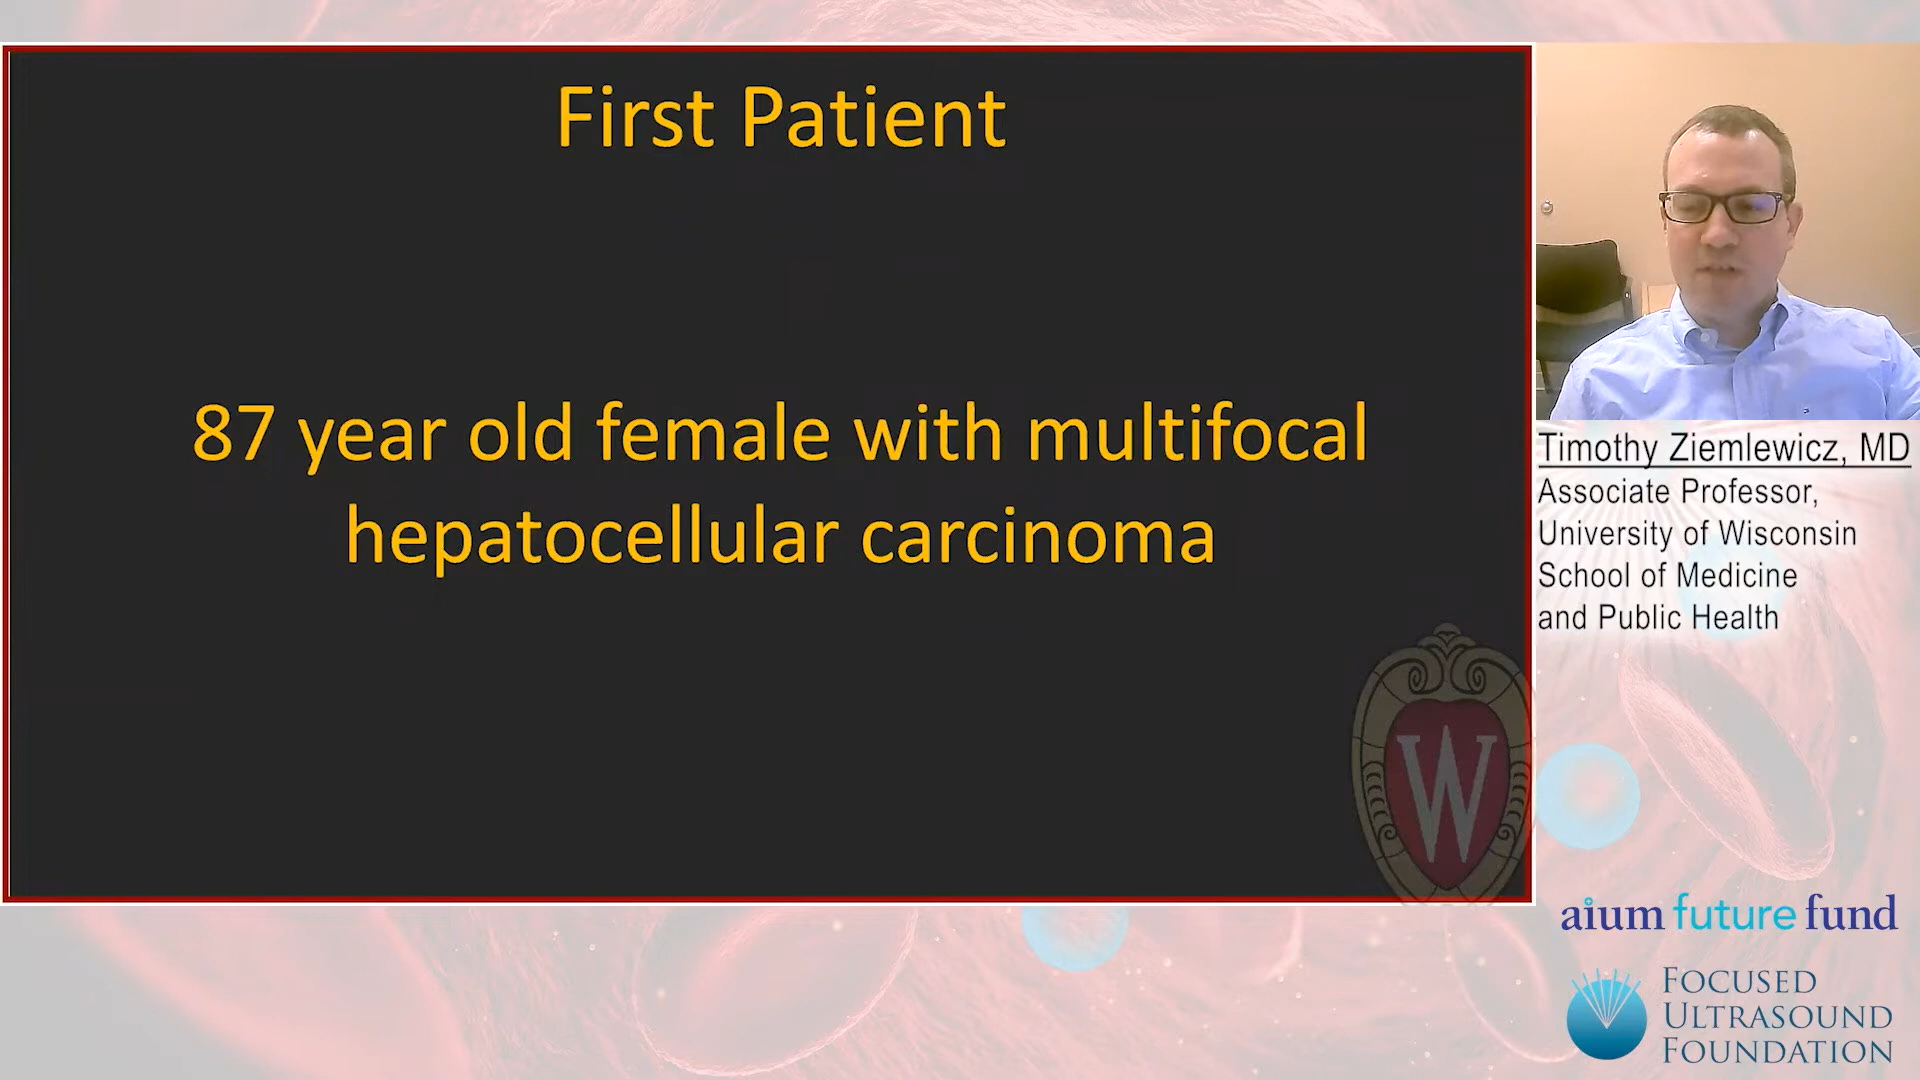 First Patient
87 year old female with multifocal
hepatocellular carcinoma
W
Timothy Ziemlewicz, MD
Associate Professor,
University of Wisconsin
School of Medicine
and Public Health
aium future fund
FOCUSED
ULTRASOUND
FOUNDATION